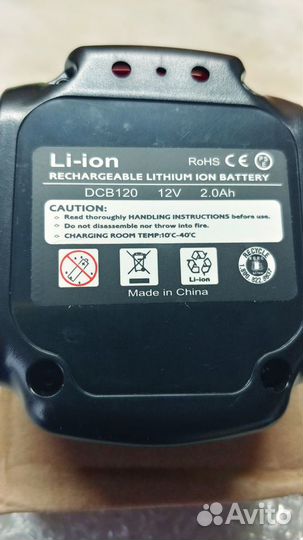 Li-ion RoHS CE
RECHARGEABLE LITHIUM ION BATTERY
DCB120 12V 2.0Ah
CAUTION:
Read thoroughly HANDLING INSTRUCTIONS before use.
Do not disassemble nor throw into fire.
CHARGING ROOM TEMP:10°C-40°C
RECYCLE
Li-ion
Made in China
Avito